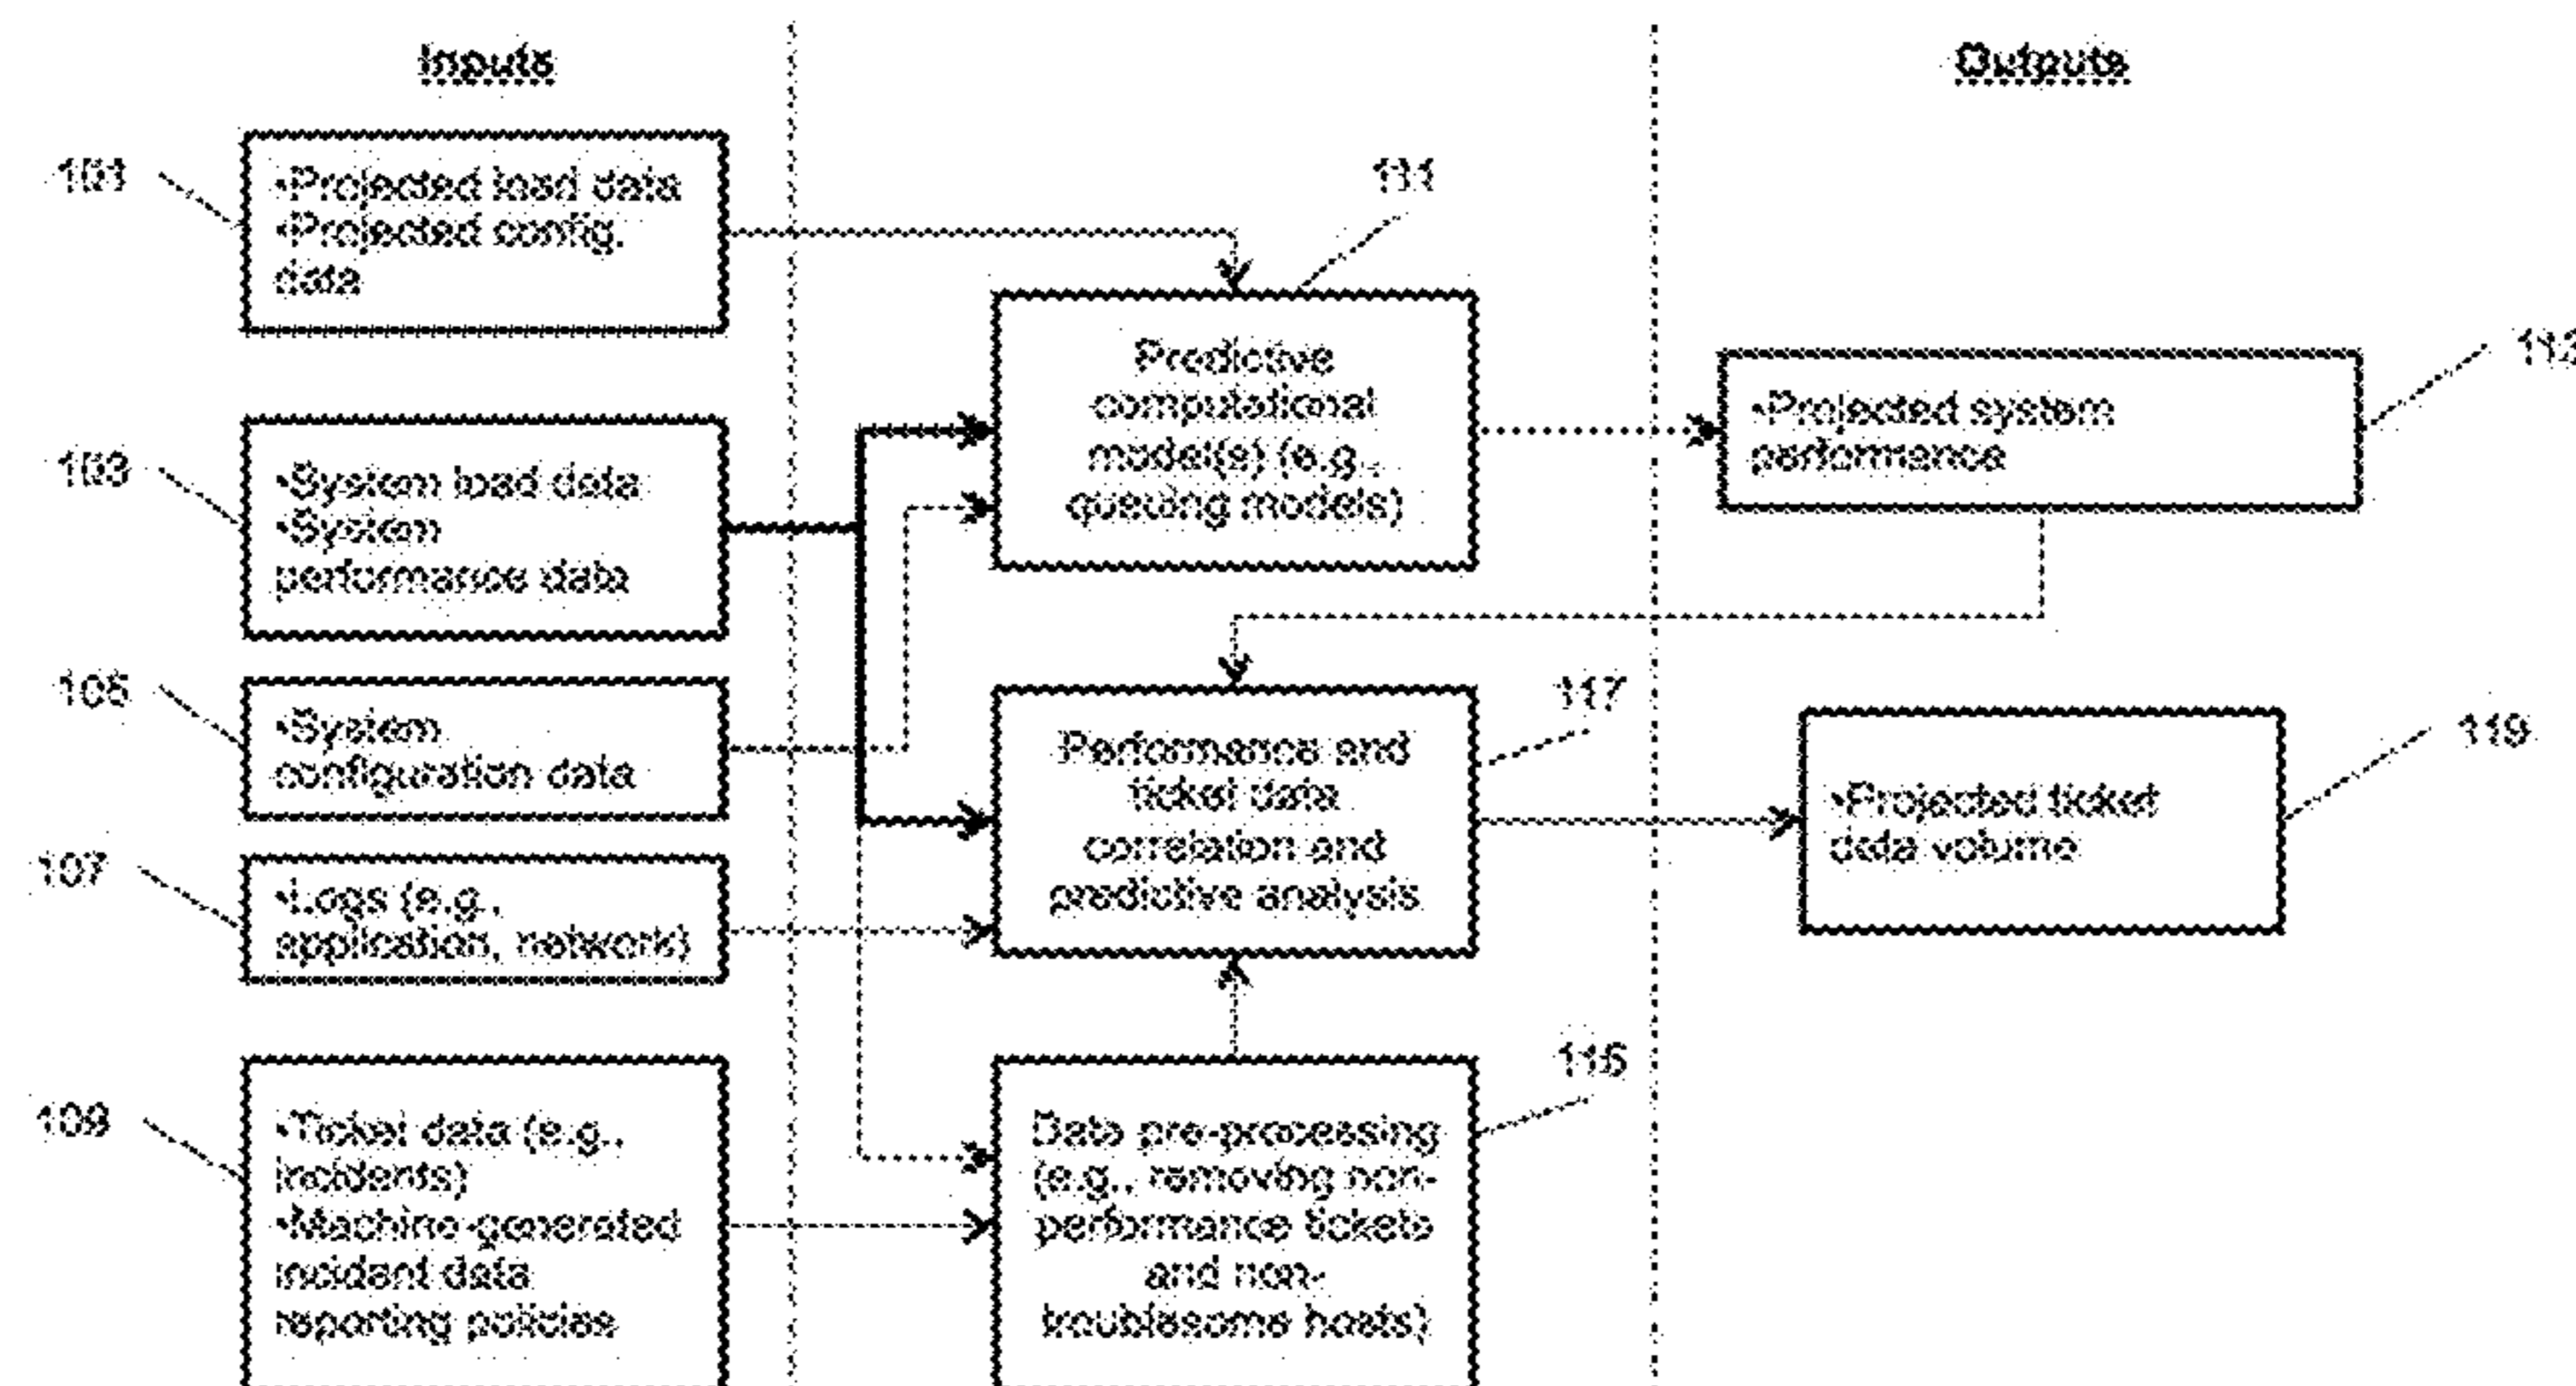 Inputs
Outputs
101
•Projected load data
•Projected config.
data
111
Predictive
computational
model(s) (e.g.,
queuing models)
•Projected system
performance
103
•System load data
•System
performance data
105
•System
configuration data
117
Performance and
ticket data
correlation and
predictive analysis
119
•Projected ticket
data volume
107
•Logs (e.g.,
application, network)
109
•Ticket data (e.g.,
incidents)
•Machine-generated
incident data
reporting policies
Data pre-processing
(e.g., removing non-
performance tickets
and non-
troublesome hosts)